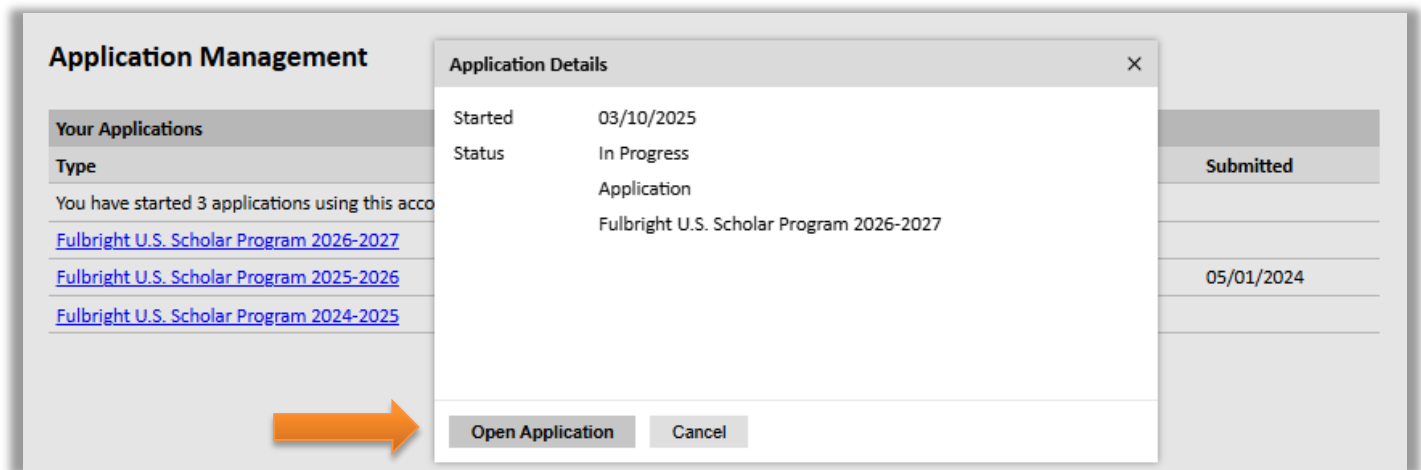 Application Management
Your Applications
Type
Submitted
You have started 3 applications using this acco
Fulbright U.S. Scholar Program 2026-2027
Fulbright U.S. Scholar Program 2025-2026
05/01/2024
Fulbright U.S. Scholar Program 2024-2025
Application Details
×
Started 03/10/2025
Status In Progress
Application
Fulbright U.S. Scholar Program 2026-2027
Open Application
Cancel